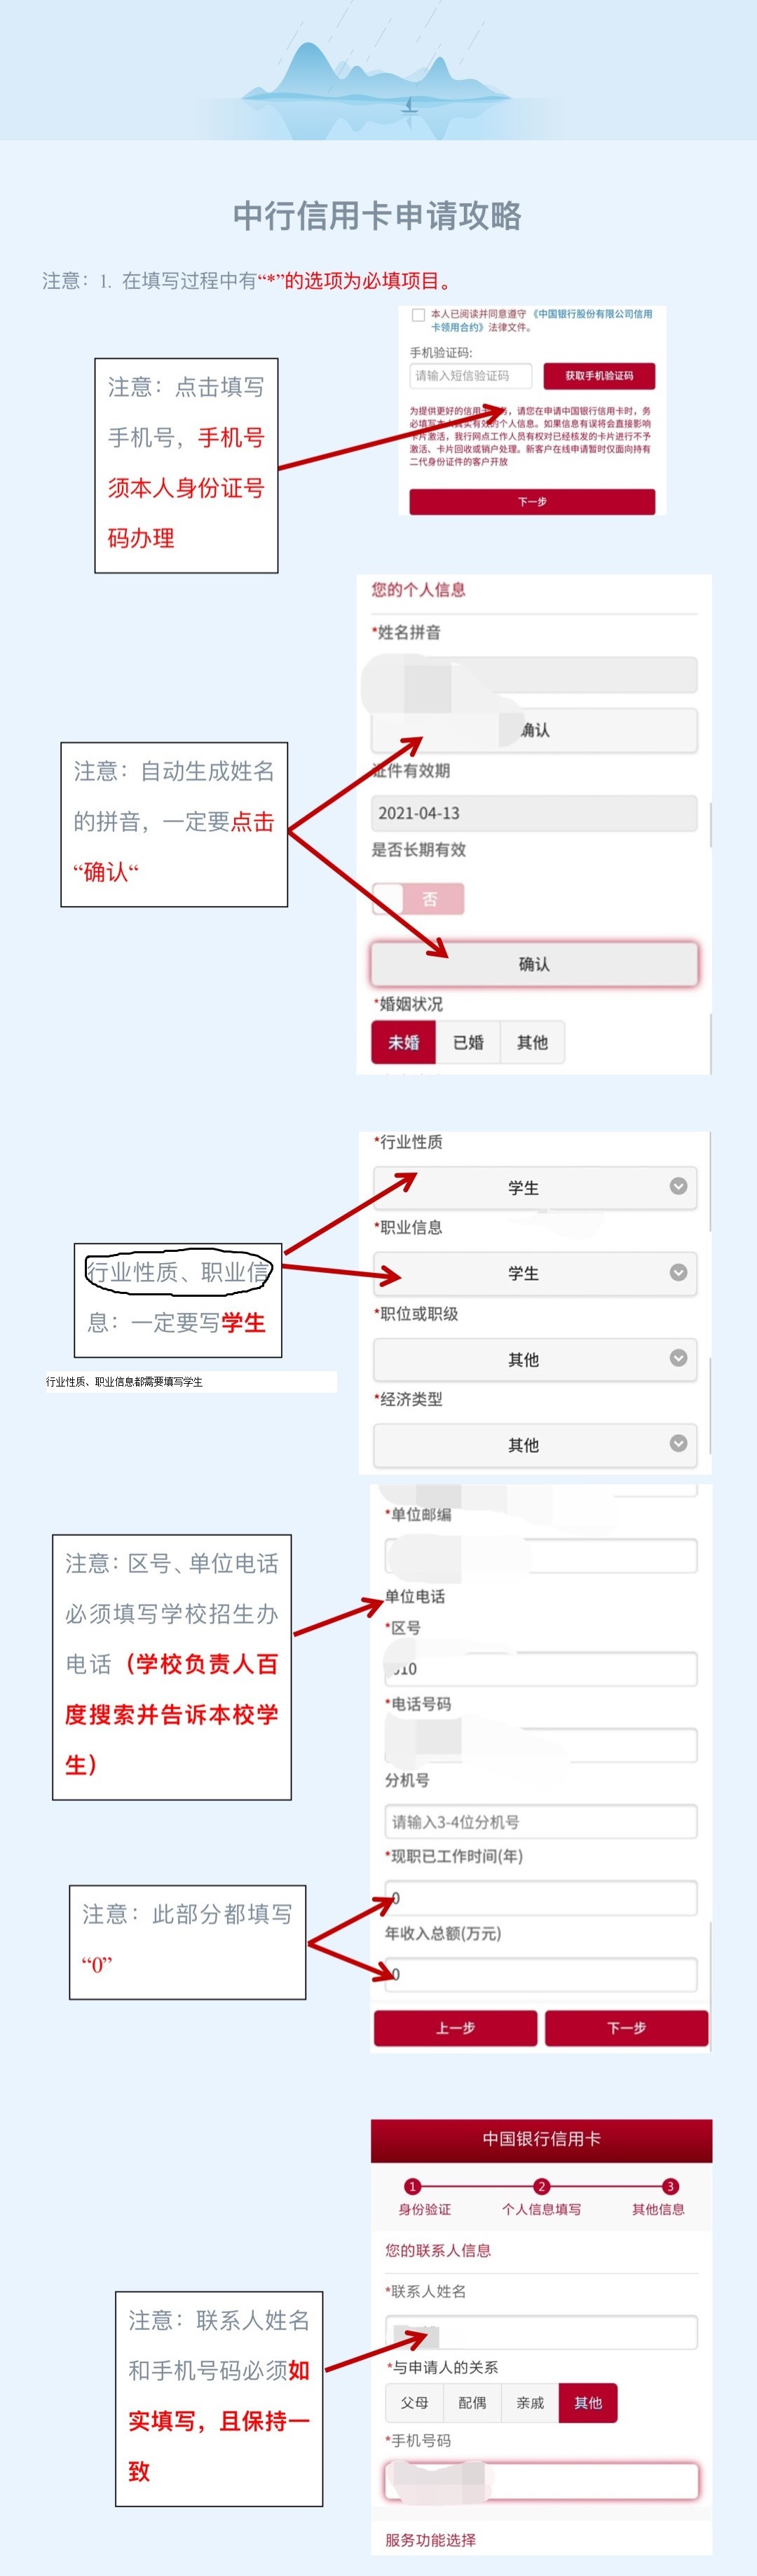 中行信用卡申请攻略
注意：1. 在填写过程中有“*”的选项为必填项目。
注意：点击填写
手机号，手机号
须本人身份证号
码办理
本人已阅读并同意遵守《中国银行股份有限公司信用
卡领用合约》法律文件。
手机验证码:
请输入短信验证码
获取手机验证码
为提供更好的信用，请您在申请中国银行信用卡时，务
必填写本人真实有效的个人信息。如果信息有误将会直接影响
卡片激活，我行网点工作人员有权对已经核发的卡片进行不予
激活、卡片回收或销户处理。新客户在线申请暂时仅面向持有
二代身份证件的客户开放
下一步
注意：自动生成姓名
的拼音，一定要点击
“确认“
您的个人信息
*姓名拼音
确认
证件有效期
2021-04-13
是否长期有效
否
确认
*婚姻状况
未婚 已婚 其他
行业性质、职业信
息：一定要写学生
行业性质、职业信息都需要填写学生
*行业性质
学生
*职业信息
学生
*职位或职级
其他
*经济类型
其他
注意：区号、单位电话
必须填写学校招生办
电话（学校负责人百
度搜索并告诉本校学
生）
*单位邮编
单位电话
*区号
10
*电话号码
分机号
请输入3-4位分机号
注意：此部分都填写
“0”
*现职已工作时间(年)
0
年收入总额(万元)
0
上一步 下一步
注意：联系人姓名
和手机号码必须如
实填写，且保持一
致
中国银行信用卡
1 2 3
身份验证 个人信息填写 其他信息
您的联系人信息
*联系人姓名
*与申请人的关系
父母 配偶 亲戚 其他
*手机号码
服务功能选择